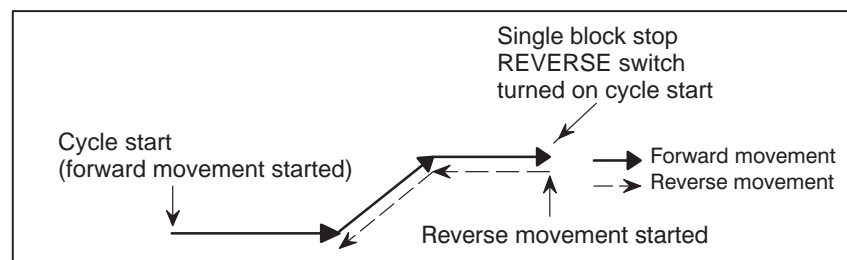 Single block stop
REVERSE switch
turned on cycle start
Cycle start
(forward movement started)
Forward movement
Reverse movement
Reverse movement started